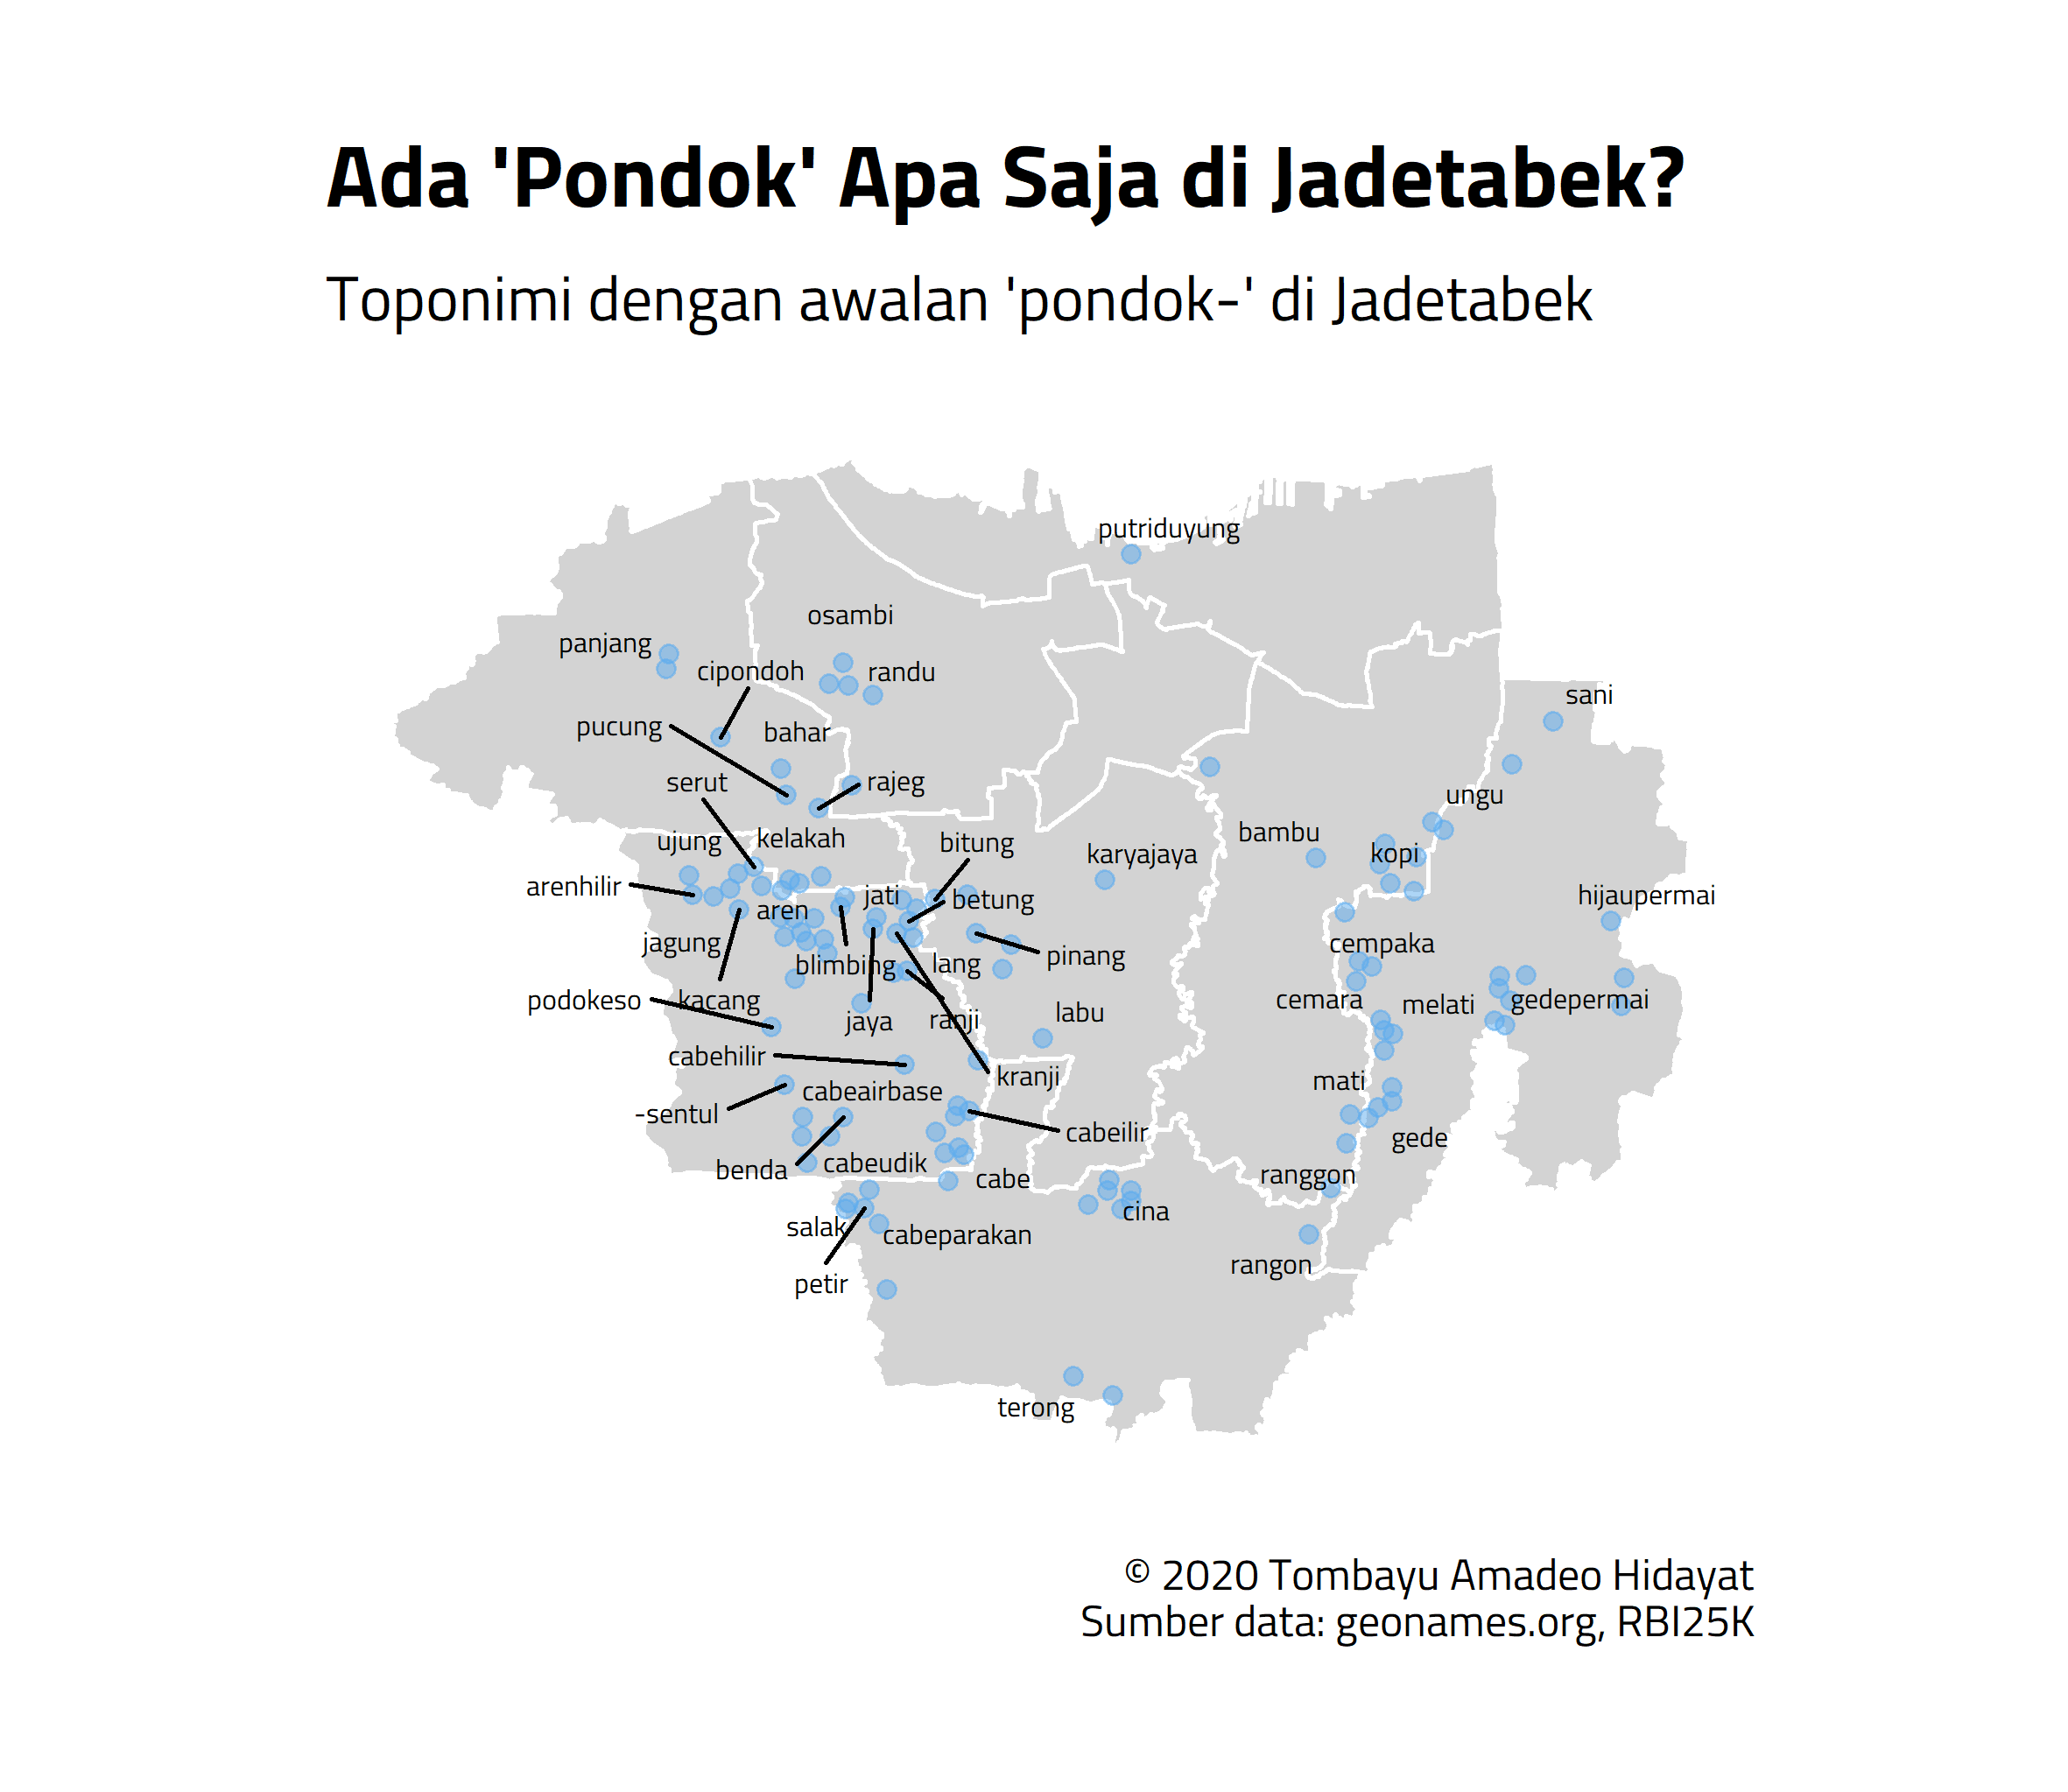 Ada 'Pondok' Apa Saja di Jadetabek?
Toponimi dengan awalan 'pondok-' di Jadetabek
putriduyung
osambi
panjang
cipondoh
randu
sani
pucung
bahar
serut
rajeg
ungu
ujung
kelakah
bitung
bambu
karyajaya
kopi
arenhilir
jati
betung
hijaupermai
aren
jagung
cempaka
blimbing
lang
pinang
podokeso
kacang
cemara
melati
gedepermai
jaya
ranji
labu
cabehilir
kranji
mati
cabeairbase
-sentul
cabeilir
gede
benda
cabeudik
cabe
ranggon
salak
cabeparakan
cina
rangon
petir
terong
© 2020 Tombayu Amadeo Hidayat
Sumber data: geonames.org, RBI25K